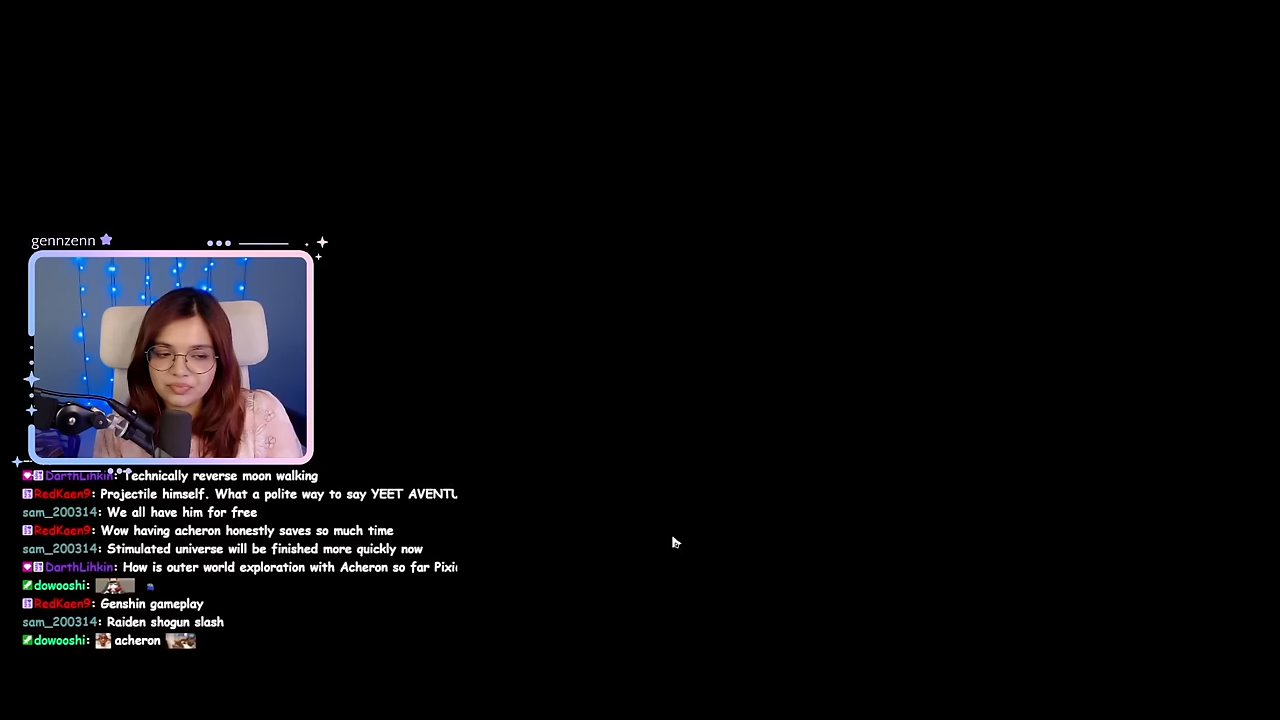 gennzenn
DarthLihkin: Technically reverse moon walking
RedKaen9: Projectile himself. What a polite way to say YEET AVENTU
sam_200314: We all have him for free
RedKaen9: Wow having acheron honestly saves so much time
sam_200314: Stimulated universe will be finished more quickly now
DarthLihkin: How is outer world exploration with Acheron so far Pixi
dowooshi:
RedKaen9: Genshin gameplay
sam_200314: Raiden shogun slash
dowooshi: acheron